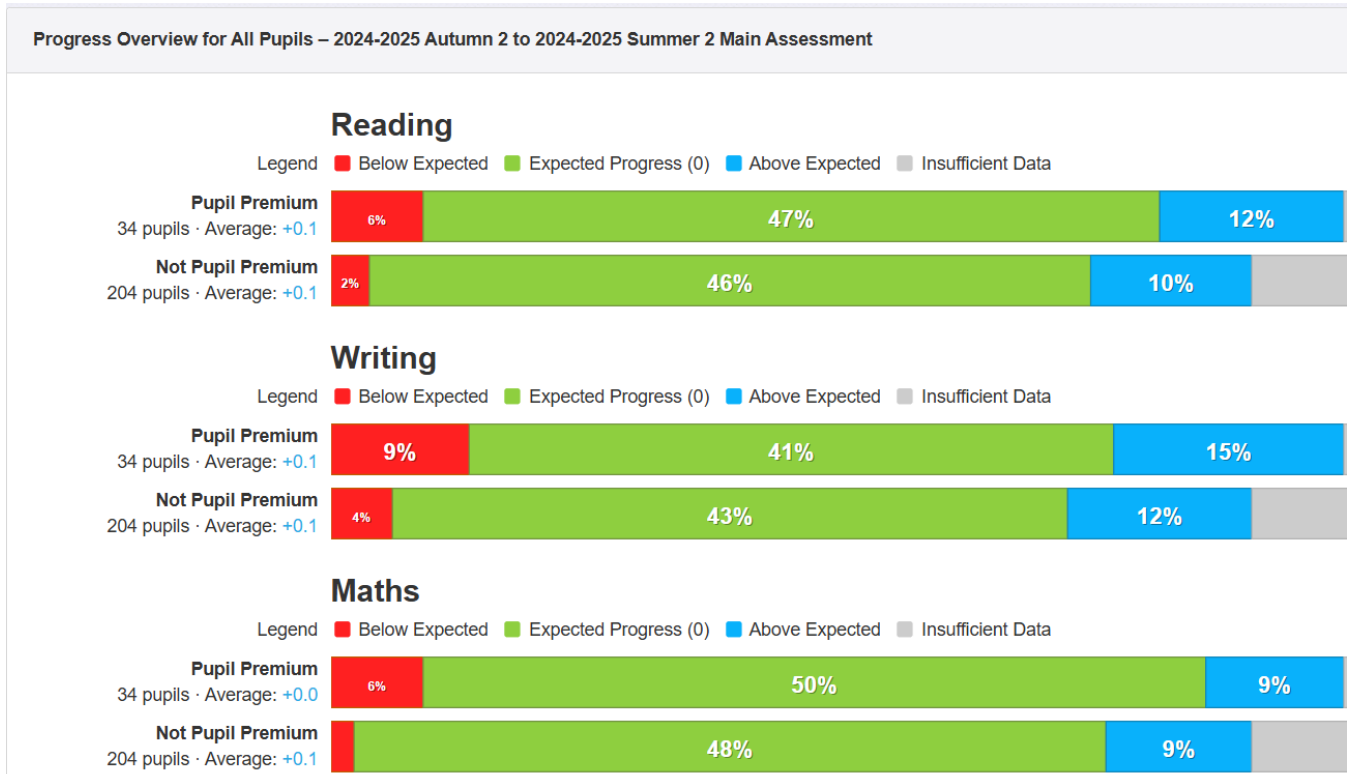 Progress Overview for All Pupils – 2024-2025 Autumn 2 to 2024-2025 Summer 2 Main Assessment
Reading
Legend Below Expected Expected Progress (0) Above Expected Insufficient Data
Pupil Premium
34 pupils · Average: +0.1
6% 47% 12%
Not Pupil Premium
204 pupils · Average: +0.1
2% 46% 10%
Writing
Legend Below Expected Expected Progress (0) Above Expected Insufficient Data
Pupil Premium
34 pupils · Average: +0.1
9% 41% 15%
Not Pupil Premium
204 pupils · Average: +0.1
4% 43% 12%
Maths
Legend Below Expected Expected Progress (0) Above Expected Insufficient Data
Pupil Premium
34 pupils · Average: +0.0
6% 50% 9%
Not Pupil Premium
204 pupils · Average: +0.1
48% 9%